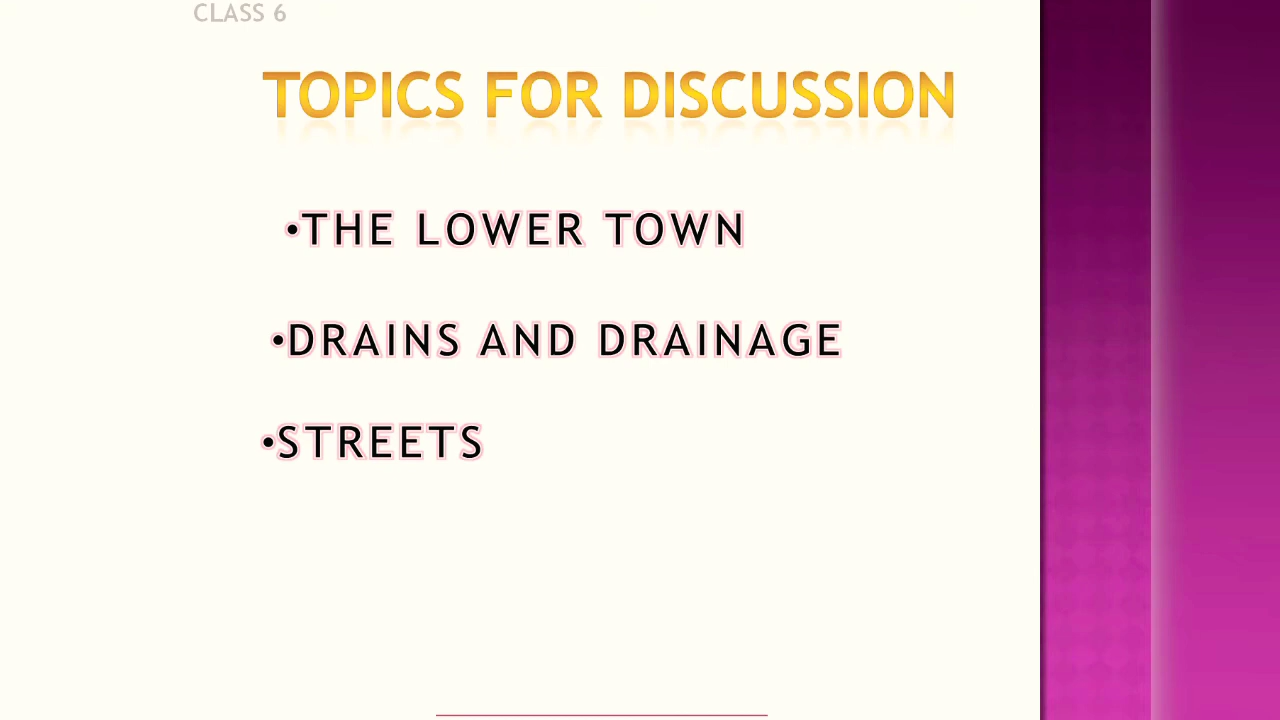 CLASS 6
TOPICS FOR DISCUSSION
•THE LOWER TOWN
•DRAINS AND DRAINAGE
•STREETS